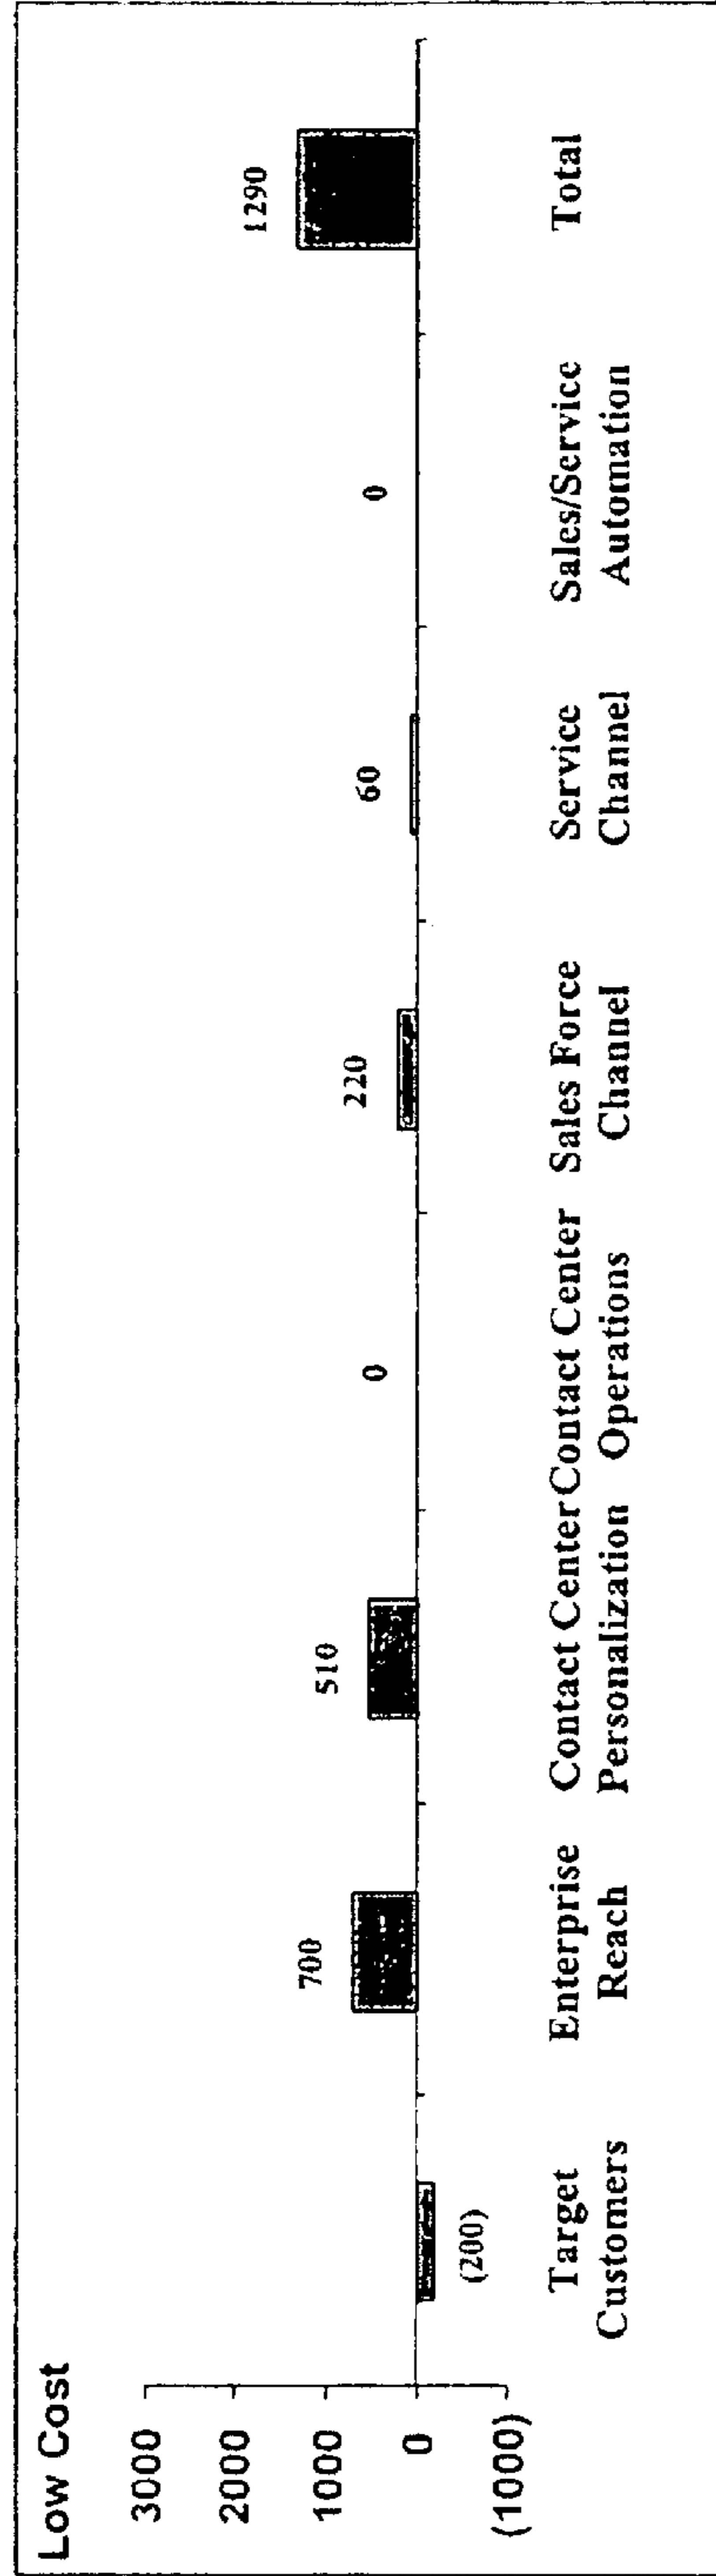 Low Cost
3000
2000
1000
0
(1000)
(200)
700
510
0
220
60
0
1290
Target
Customers
Enterprise
Reach
Contact Center
Personalization
Contact Center
Operations
Sales Force
Channel
Service
Channel
Sales/Service
Automation
Total